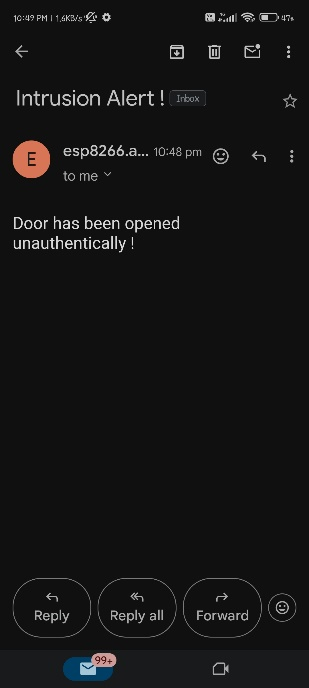 10:49 PM | 1.6KB/s
47%
Intrusion Alert ! Inbox
E
esp8266.a... 10:48 pm
to me
Door has been opened
unauthentically !
Reply
Reply all
Forward
99+